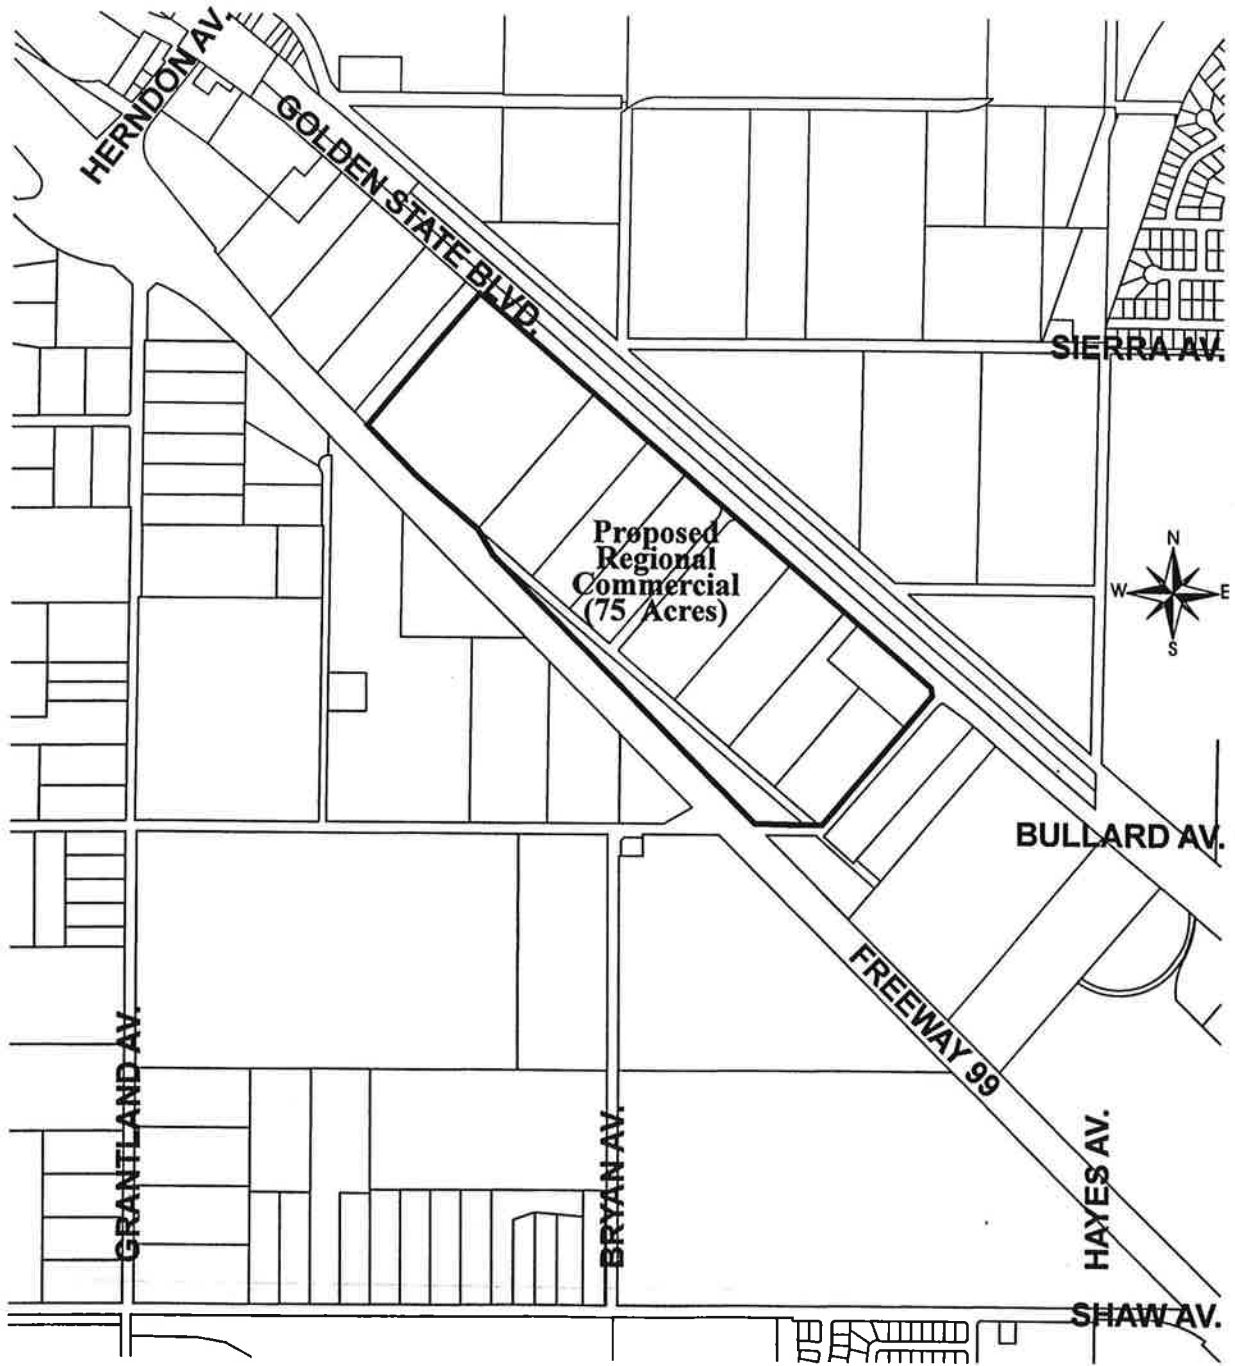 HERNDON AV.
GOLDEN STATE BLVD.
SIERRA AV.
Proposed
Regional
Commercial
(75 Acres)
N
W
E
S
BULLARD AV.
FREEWAY 99
GRANTLAND AV.
BRYAN AV.
HAYES AV.
SHAW AV.